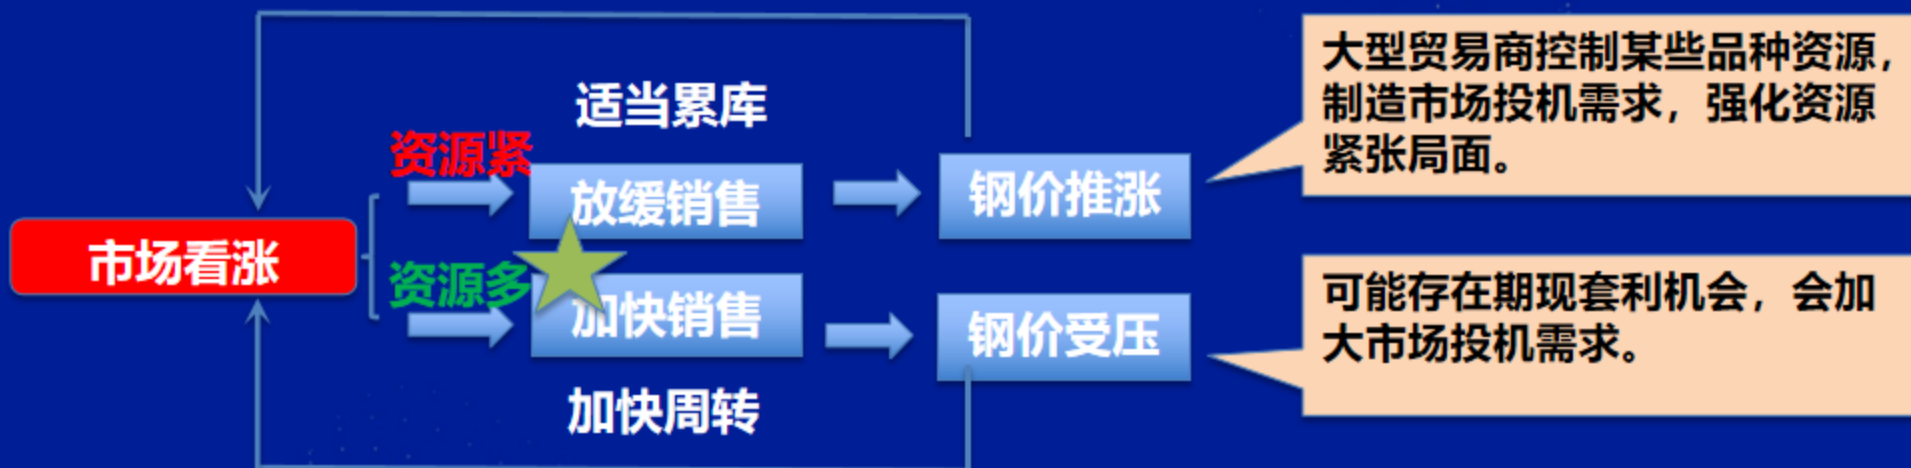 适当累库
资源紧
放缓销售
钢价推涨
大型贸易商控制某些品种资源，
制造市场投机需求，强化资源
紧张局面。
市场看涨
资源多
加快销售
钢价受压
可能存在期现套利机会，会加
大市场投机需求。
加快周转